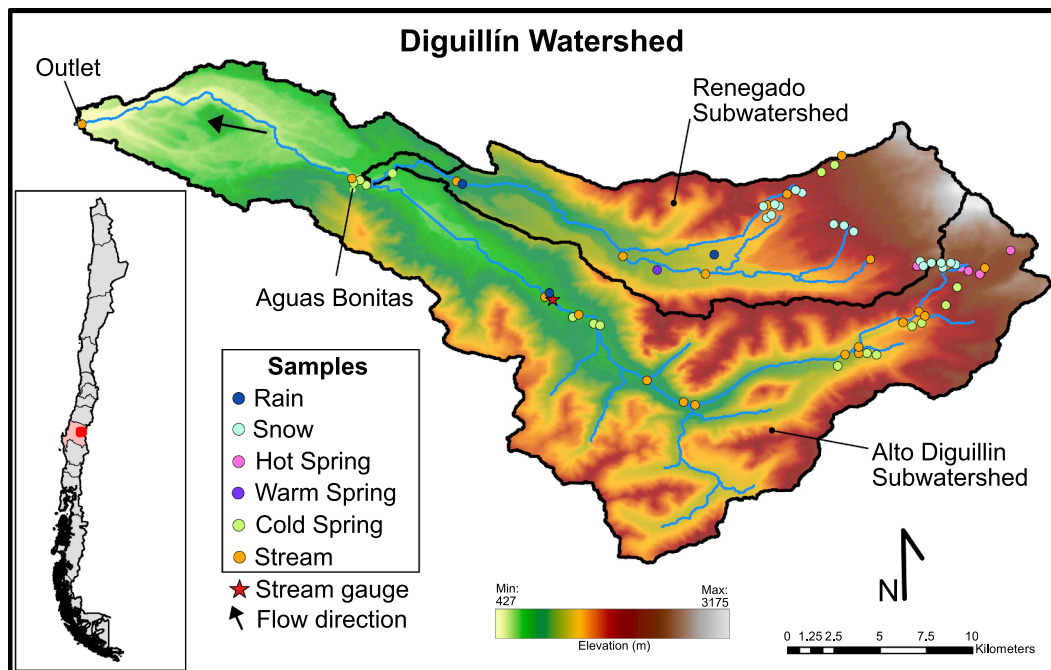 Diguillín Watershed
Outlet
Renegado
Subwatershed
Aguas Bonitas
Samples
Rain
Snow
Hot Spring
Warm Spring
Cold Spring
Stream
Stream gauge
Flow direction
Alto Diguillin
Subwatershed
N
Min:
427
Max:
3175
Elevation (m)
0 1.25 2.5 5 7.5 10
Kilometers